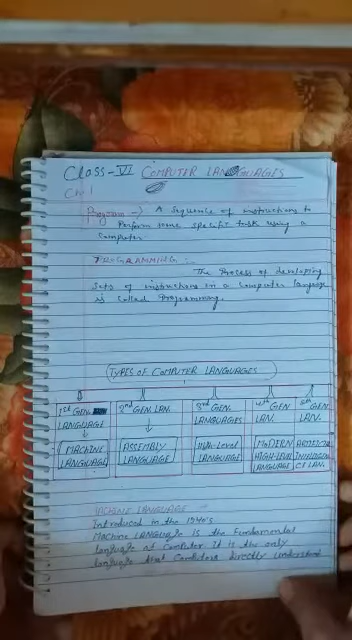 Class-VI COMPUTER LANGUAGES
Ch-1
Program -> A Sequence of instructions to
Perform some specific task using a
Computer
PROGRAMMING :-
The Process of developing
Sets of instructions in a Computer language
is called Programming.
TYPES OF COMPUTER LANGUAGES
1st GEN. 2nd GEN. LAN. 3rd GEN. 4th GEN 5th GEN.
LANGUAGE LANGUAGES LAN. LAN.
MACHINE LANGUAGE ASSEMBLY LANGUAGE HIGH-Level LANGUAGE MODERN HIGH-LEVEL LANGUAGE
LAN.
MACHINE LANGUAGE
Introduced in the 1940's
MACHINE LANGUAGE is the Fundamental
language of Computer It is the only
language that Computers Directly understand